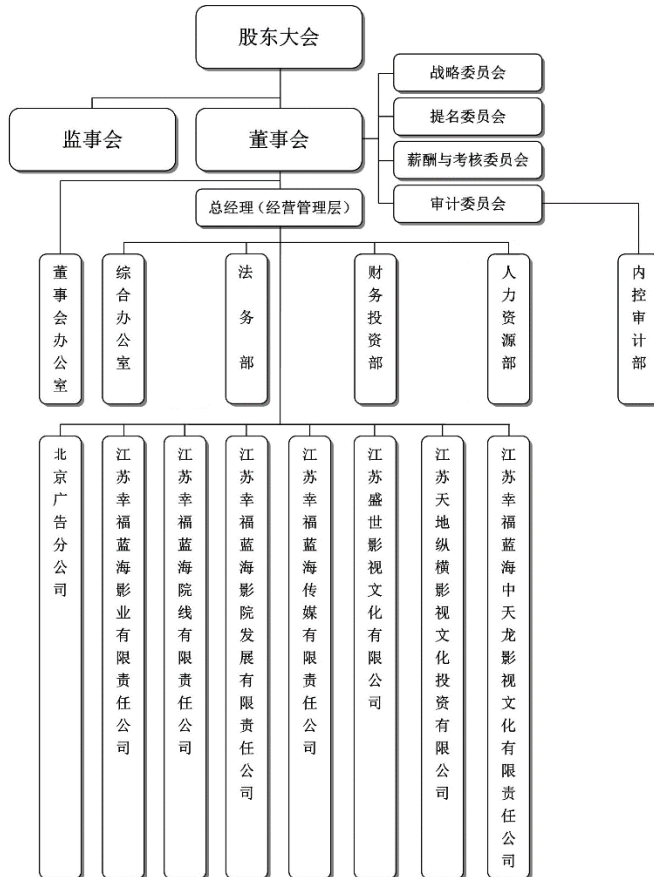 股东大会
监事会
董事会
战略委员会
提名委员会
薪酬与考核委员会
审计委员会
总经理（经营管理层）
董事会办公室
综合办公室
法务部
财务投资部
人力资源部
内控审计部
北京广告分公司
江苏幸福蓝海影业有限责任公司
江苏幸福蓝海院线有限责任公司
江苏幸福蓝海影院发展有限责任公司
江苏幸福蓝海传媒有限责任公司
江苏盛世影视文化有限公司
江苏天地纵横影视文化投资有限公司
江苏幸福蓝海中天龙影视文化有限责任公司